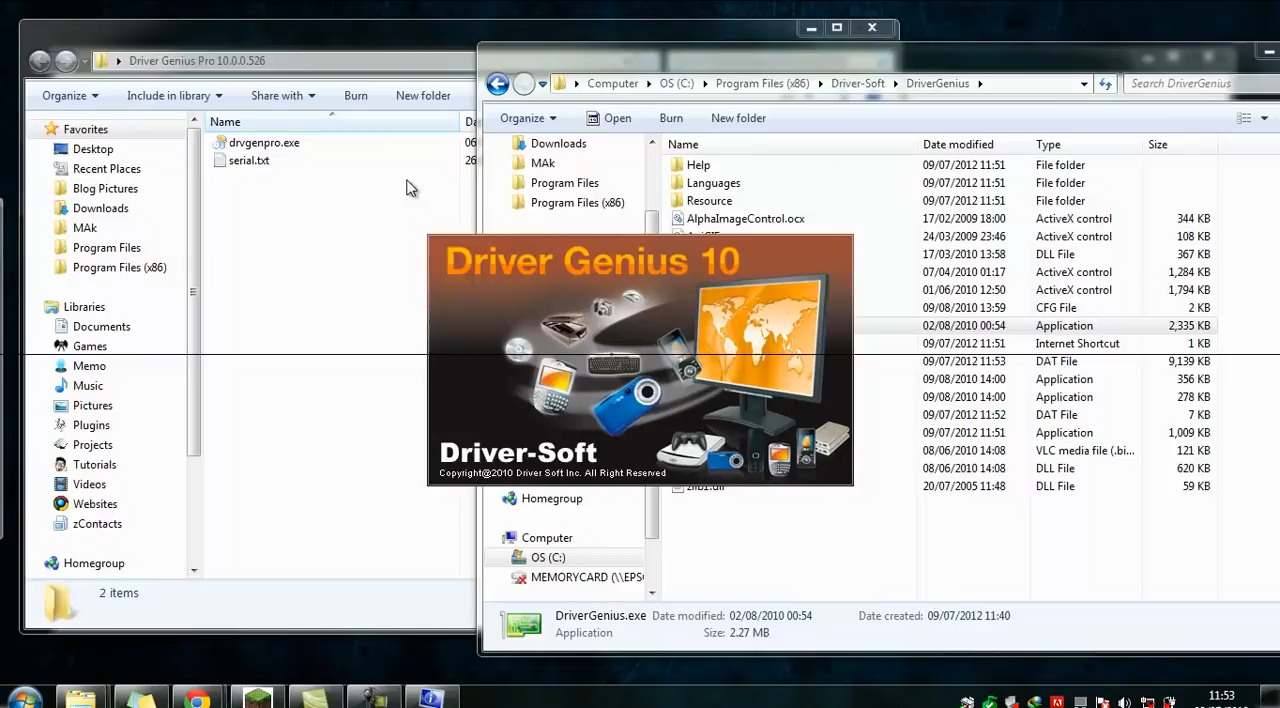 Driver Genius Pro 10.0.0.526
Organize
Include in library
Share with
Burn
New folder
Name
Favorites
Desktop
Recent Places
Blog Pictures
Downloads
MAk
Program Files
Program Files (x86)
Libraries
Documents
Games
Memo
Music
Pictures
Plugins
Projects
Tutorials
Videos
Websites
zContacts
Homegroup
drvgenpro.exe 06
serial.txt 26
2 items
Computer OS (C:) Program Files (x86) Driver-Soft DriverGenius
Search DriverGenius
Organize
Open
Burn
New folder
Downloads
MAk
Program Files
Program Files (x86)
Homegroup
Computer
OS (C:)
MEMORYCARD (\\EPS
Name Date modified Type Size
Help 09/07/2012 11:51 File folder
Languages 09/07/2012 11:51 File folder
Resource 09/07/2012 11:51 File folder
AlphaImageControl.ocx 17/02/2009 18:00 ActiveX control 344 KB
24/03/2009 23:46 ActiveX control 108 KB
17/03/2010 13:58 DLL File 367 KB
07/04/2010 01:17 ActiveX control 1,284 KB
01/06/2010 12:50 ActiveX control 1,794 KB
09/08/2010 13:59 CFG File 2 KB
02/08/2010 00:54 Application 2,335 KB
09/07/2012 11:51 Internet Shortcut 1 KB
09/07/2012 11:53 DAT File 9,139 KB
09/08/2010 14:00 Application 356 KB
09/08/2010 14:00 Application 278 KB
09/07/2012 11:52 DAT File 7 KB
09/07/2012 11:51 Application 1,009 KB
08/06/2010 14:08 VLC media file (.bi... 121 KB
08/06/2010 14:08 DLL File 620 KB
zlib1.dll 20/07/2005 11:48 DLL File 59 KB
Driver Genius 10
Driver-Soft
Copyright@2010 Driver Soft Inc. All Right Reserved
DriverGenius.exe Date modified: 02/08/2010 00:54 Date created: 09/07/2012 11:40
Application Size: 2.27 MB
11:53